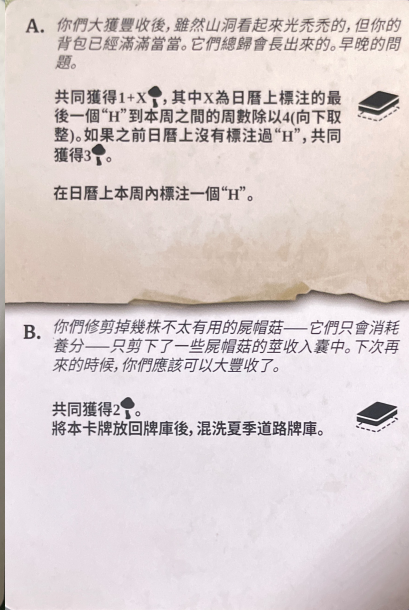 A. 你們大獲豐收後，雖然山洞看起來光禿禿的，但你的
背包已經滿滿當當。它們總歸會長出來的。早晚的問
題。
共同獲得1+X，其中X為日曆上標注的最
後一個“H”到本周之間的周數除以4(向下取
整)。如果之前日曆上沒有標注過“H”，共同
獲得3。
在日曆上本周內標注一個“H”。
B. 你們修剪掉幾株不太有用的屍帽菇——它們只會消耗
養分——只剪下了一些屍帽菇的莖收入囊中。下次再
來的時候，你們應該可以大豐收了。
共同獲得2。
將本卡牌放回牌庫後，混洗夏季道路牌庫。